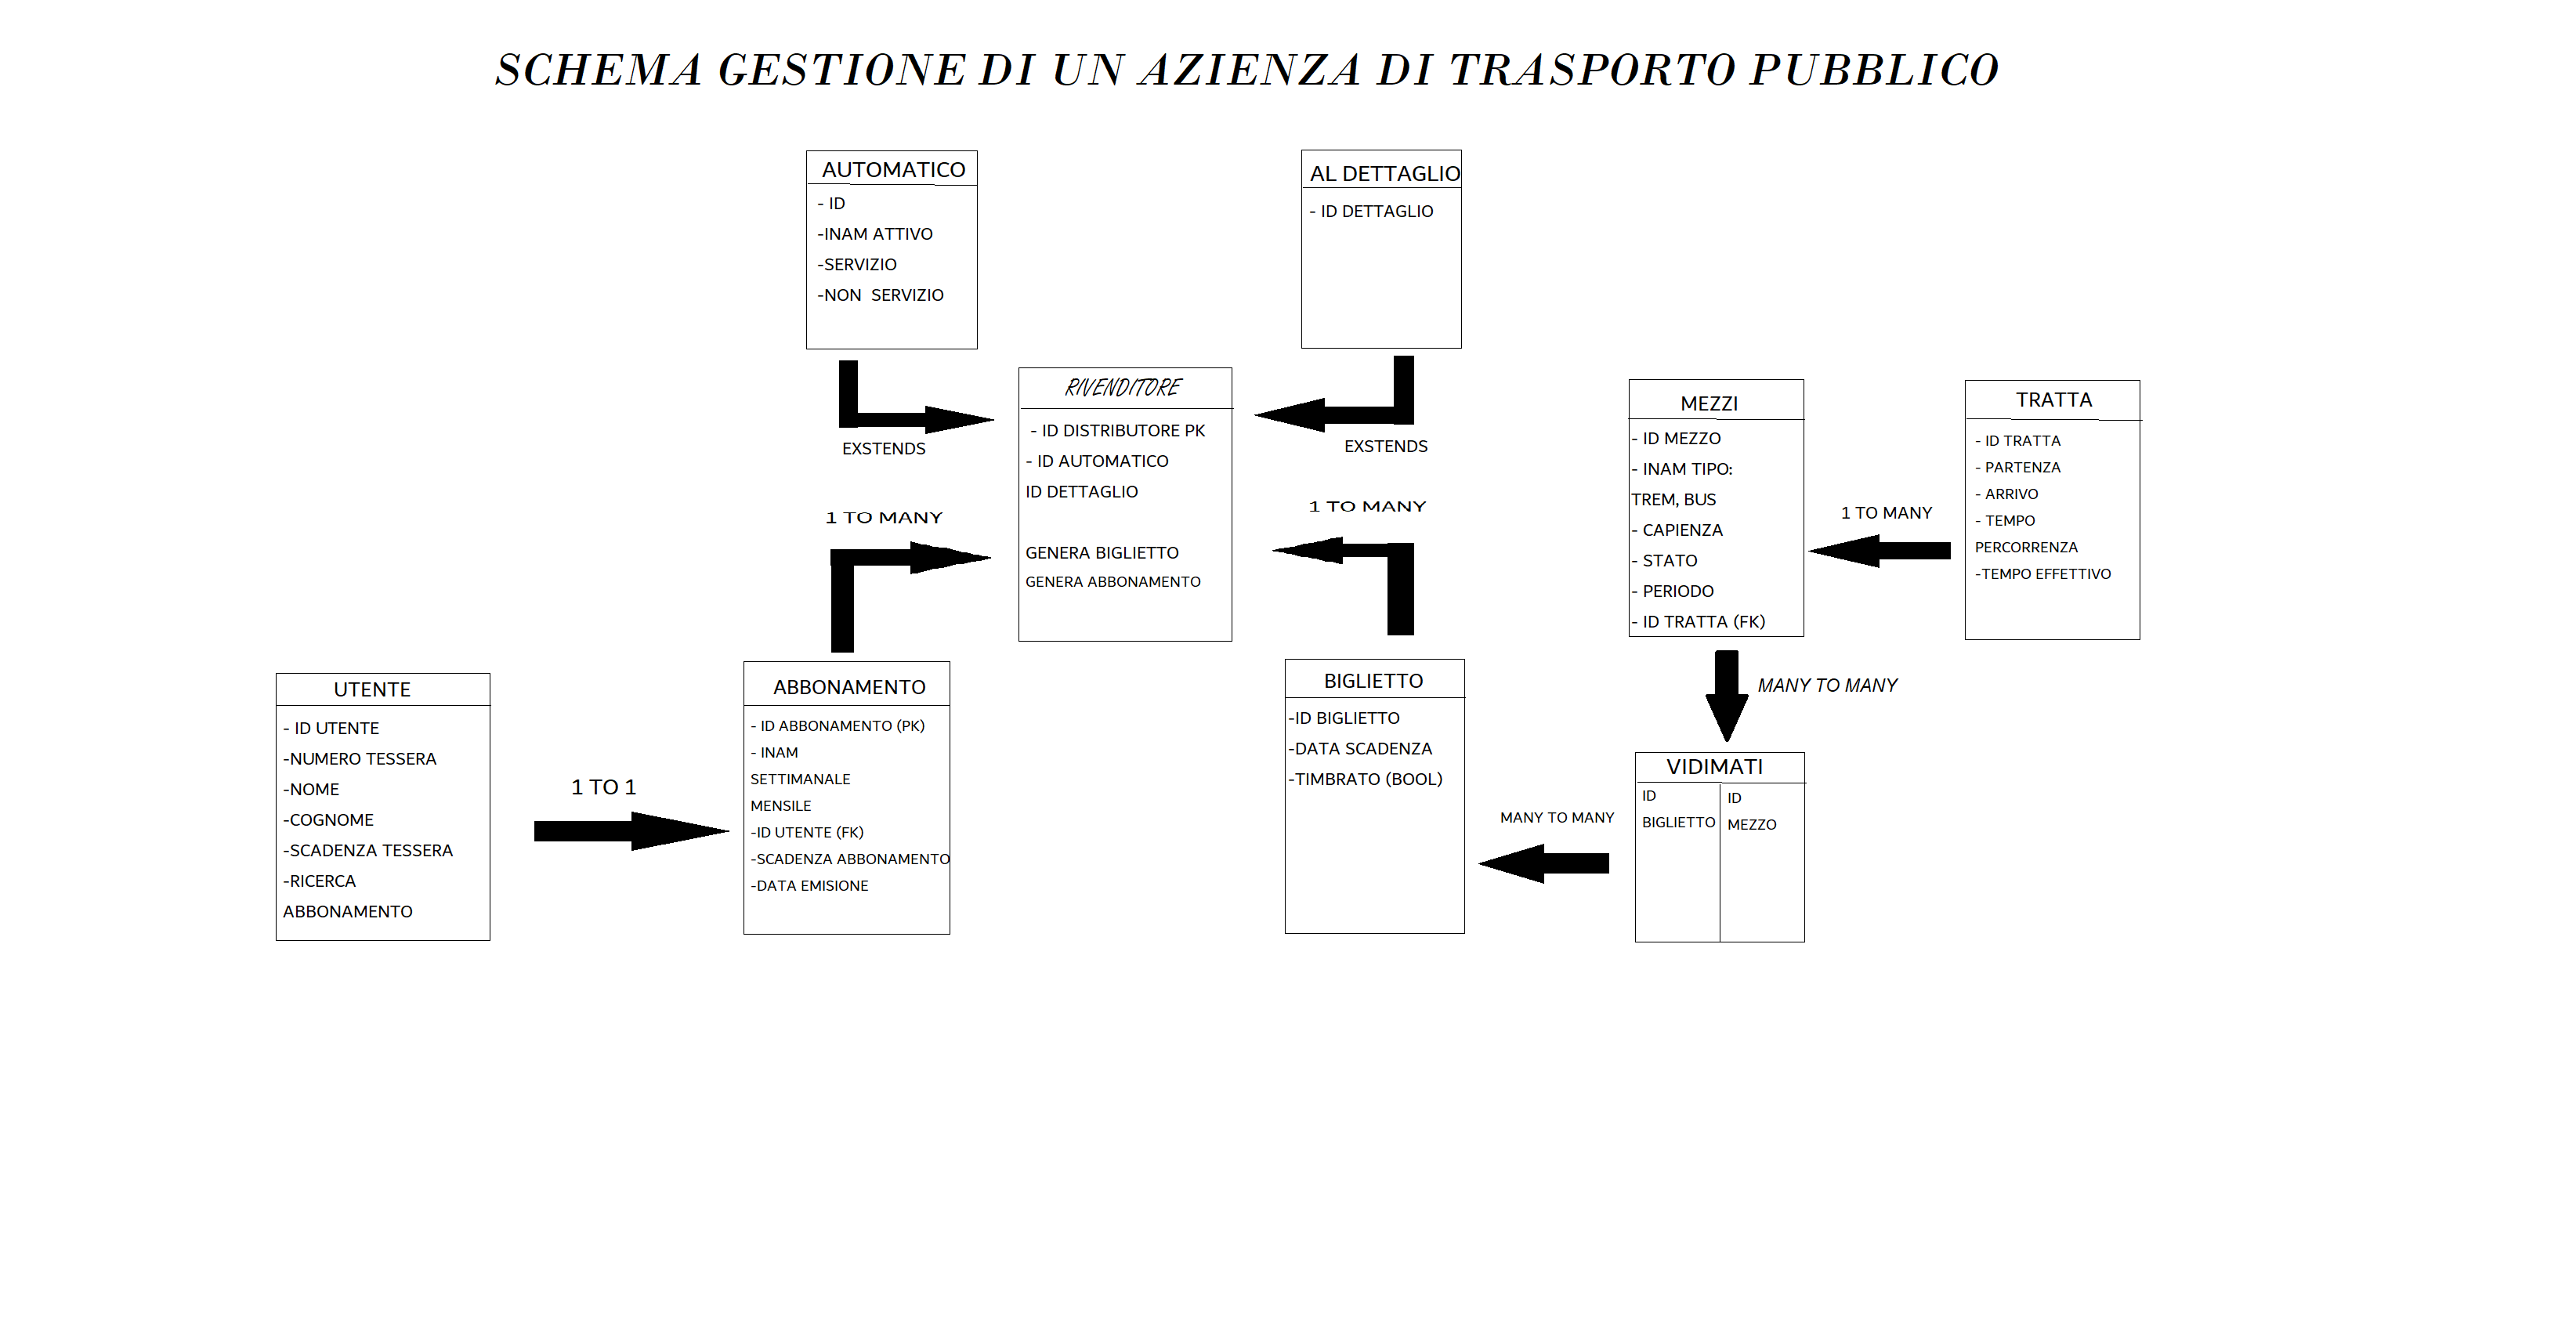 SCHEMA GESTIONE DI UN AZIENZA DI TRASPORTO PUBBLICO
AUTOMATICO
- ID
-INAM ATTIVO
-SERVIZIO
-NON  SERVIZIO
AL DETTAGLIO
- ID DETTAGLIO
EXSTENDS
EXSTENDS
RIVENDITORE
- ID DISTRIBUTORE PK
- ID AUTOMATICO
ID DETTAGLIO
GENERA BIGLIETTO
GENERA ABBONAMENTO
1 TO MANY
1 TO MANY
MEZZI
- ID MEZZO
- INAM TIPO:
TREM, BUS
- CAPIENZA
- STATO
- PERIODO
- ID TRATTA (FK)
1 TO MANY
TRATTA
- ID TRATTA
- PARTENZA
- ARRIVO
- TEMPO
PERCORRENZA
-TEMPO EFFETTIVO
UTENTE
- ID UTENTE
-NUMERO TESSERA
-NOME
-COGNOME
-SCADENZA TESSERA
-RICERCA
ABBONAMENTO
1 TO 1
ABBONAMENTO
- ID ABBONAMENTO (PK)
- INAM
SETTIMANALE
MENSILE
-ID UTENTE (FK)
-SCADENZA ABBONAMENTO
-DATA EMISIONE
BIGLIETTO
-ID BIGLIETTO
-DATA SCADENZA
-TIMBRATO (BOOL)
MANY TO MANY
MANY TO MANY
VIDIMATI
ID
BIGLIETTO
ID
MEZZO